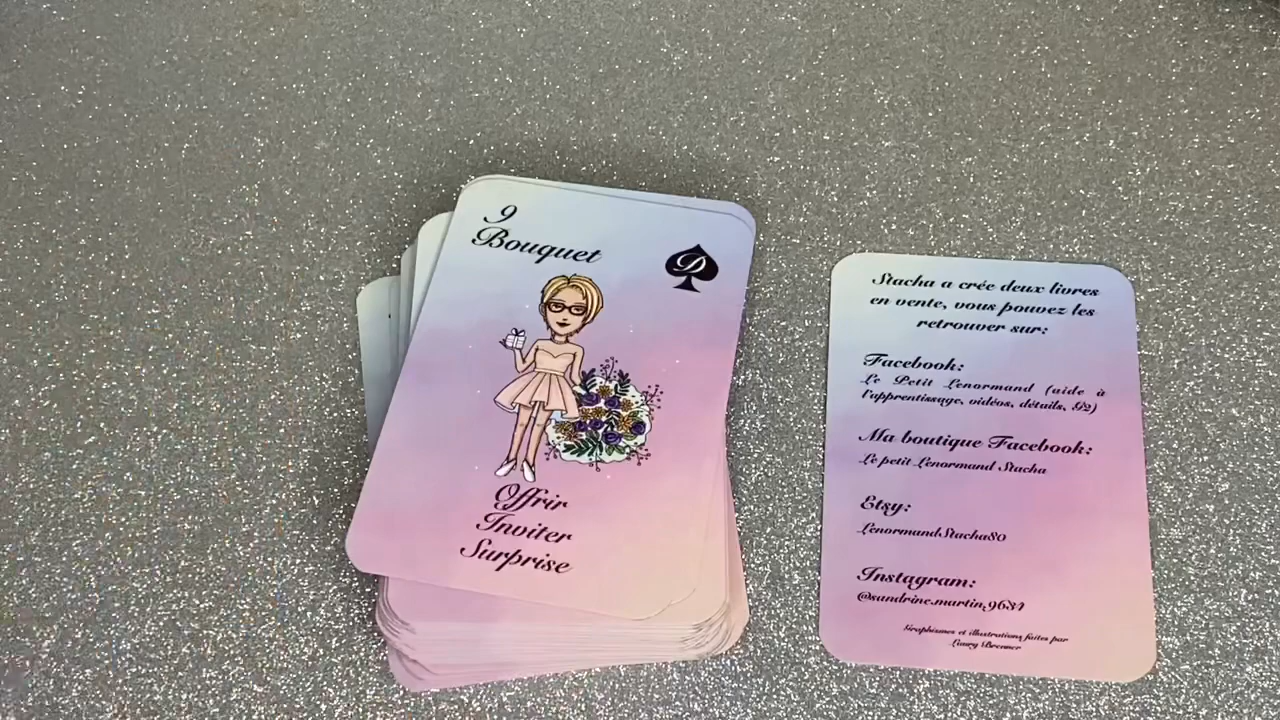 9
Bouquet
D
Offrir
Inviter
Surprise
Stacha a crée deux livres
en vente, vous pouvez les
retrouver sur:
Facebook:
Le Petit Lenormand (aide à
l'apprentissage, vidéos, détails, G2)
Ma boutique Facebook:
Le petit Lenormand Stacha
Etsy:
LenormandStacha80
Instagram:
@sandrine.martin.9634
Graphismes et illustrations faites par